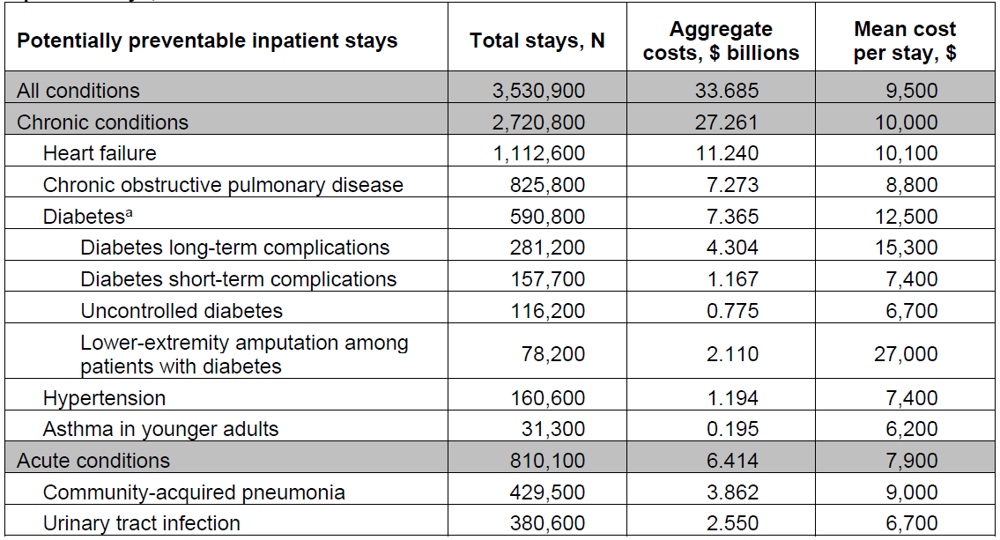 Potentially preventable inpatient stays Total stays, N Aggregate costs, $ billions Mean cost per stay, $
All conditions 3,530,900 33.685 9,500
Chronic conditions 2,720,800 27.261 10,000
Heart failure 1,112,600 11.240 10,100
Chronic obstructive pulmonary disease 825,800 7.273 8,800
Diabetesᵃ 590,800 7.365 12,500
Diabetes long-term complications 281,200 4.304 15,300
Diabetes short-term complications 157,700 1.167 7,400
Uncontrolled diabetes 116,200 0.775 6,700
Lower-extremity amputation among
patients with diabetes 78,200 2.110 27,000
Hypertension 160,600 1.194 7,400
Asthma in younger adults 31,300 0.195 6,200
Acute conditions 810,100 6.414 7,900
Community-acquired pneumonia 429,500 3.862 9,000
Urinary tract infection 380,600 2.550 6,700